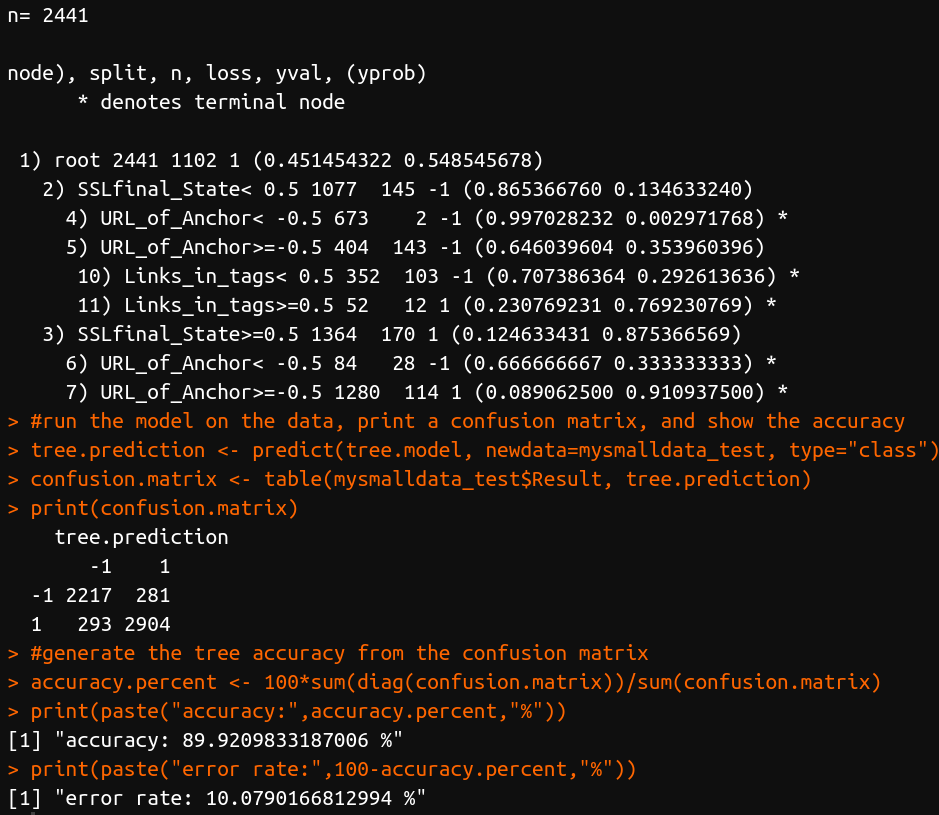 n= 2441

node), split, n, loss, yval, (yprob)
      * denotes terminal node

 1) root 2441 1102 1 (0.451454322 0.548545678)
   2) SSLfinal_State< 0.5 1077  145 -1 (0.865366760 0.134633240)
     4) URL_of_Anchor< -0.5 673    2 -1 (0.997028232 0.002971768) *
     5) URL_of_Anchor>=-0.5 404  143 -1 (0.646039604 0.353960396)
      10) Links_in_tags< 0.5 352  103 -1 (0.707386364 0.292613636) *
      11) Links_in_tags>=0.5 52   12 1 (0.230769231 0.769230769) *
   3) SSLfinal_State>=0.5 1364  170 1 (0.124633431 0.875366569)
     6) URL_of_Anchor< -0.5 84   28 -1 (0.666666667 0.333333333) *
     7) URL_of_Anchor>=-0.5 1280  114 1 (0.089062500 0.910937500) *
> #run the model on the data, print a confusion matrix, and show the accuracy
> tree.prediction <- predict(tree.model, newdata=mysmalldata_test, type="class")
> confusion.matrix <- table(mysmalldata_test$Result, tree.prediction)
> print(confusion.matrix)
    tree.prediction
       -1    1
  -1 2217  281
  1   293 2904
> #generate the tree accuracy from the confusion matrix
> accuracy.percent <- 100*sum(diag(confusion.matrix))/sum(confusion.matrix)
> print(paste("accuracy:",accuracy.percent,"%"))
[1] "accuracy: 89.9209833187006 %"
> print(paste("error rate:",100-accuracy.percent,"%"))
[1] "error rate: 10.0790166812994 %"